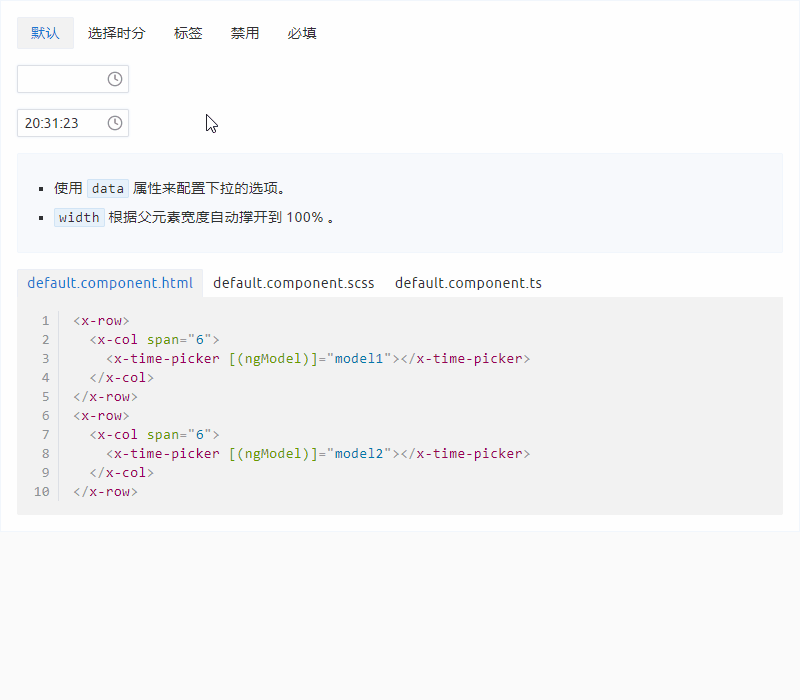 默认 选择时分 标签 禁用 必填
20:31:23
使用 data 属性来配置下拉的选项。
width 根据父元素宽度自动撑开到 100% 。
default.component.html default.component.scss default.component.ts
1 <x-row>
2 <x-col span="6">
3 <x-time-picker [(ngModel)]="model1"></x-time-picker>
4 </x-col>
5 </x-row>
6 <x-row>
7 <x-col span="6">
8 <x-time-picker [(ngModel)]="model2"></x-time-picker>
9 </x-col>
10 </x-row>